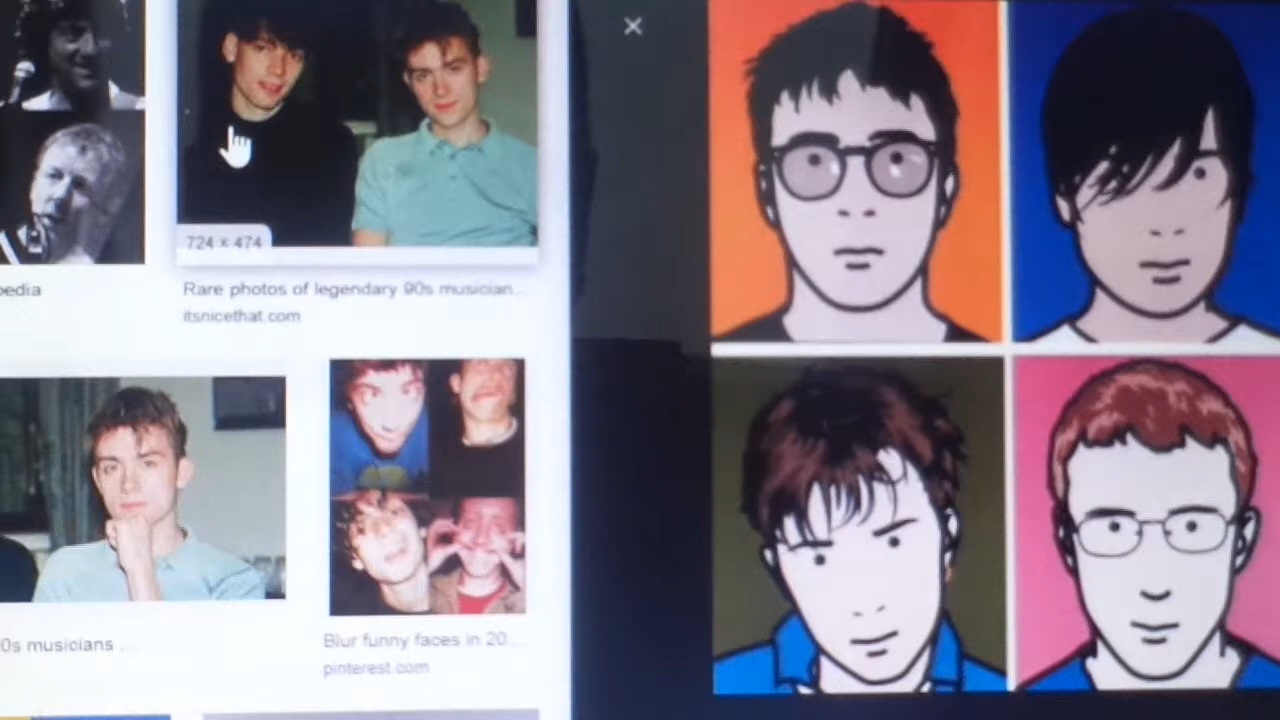 724 × 474
pedia
Rare photos of legendary 90s musician...
itsnicethat.com
0s musicians ...
Blur funny faces in 20...
pinterest.com